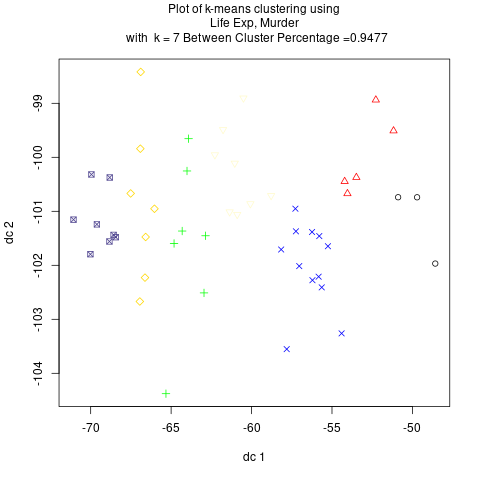 Plot of k-means clustering using
Life Exp, Murder
with  k = 7 Between Cluster Percentage =0.9477
-99
-100
-101
-102
-103
-104
dc 2
-70
-65
-60
-55
-50
dc 1